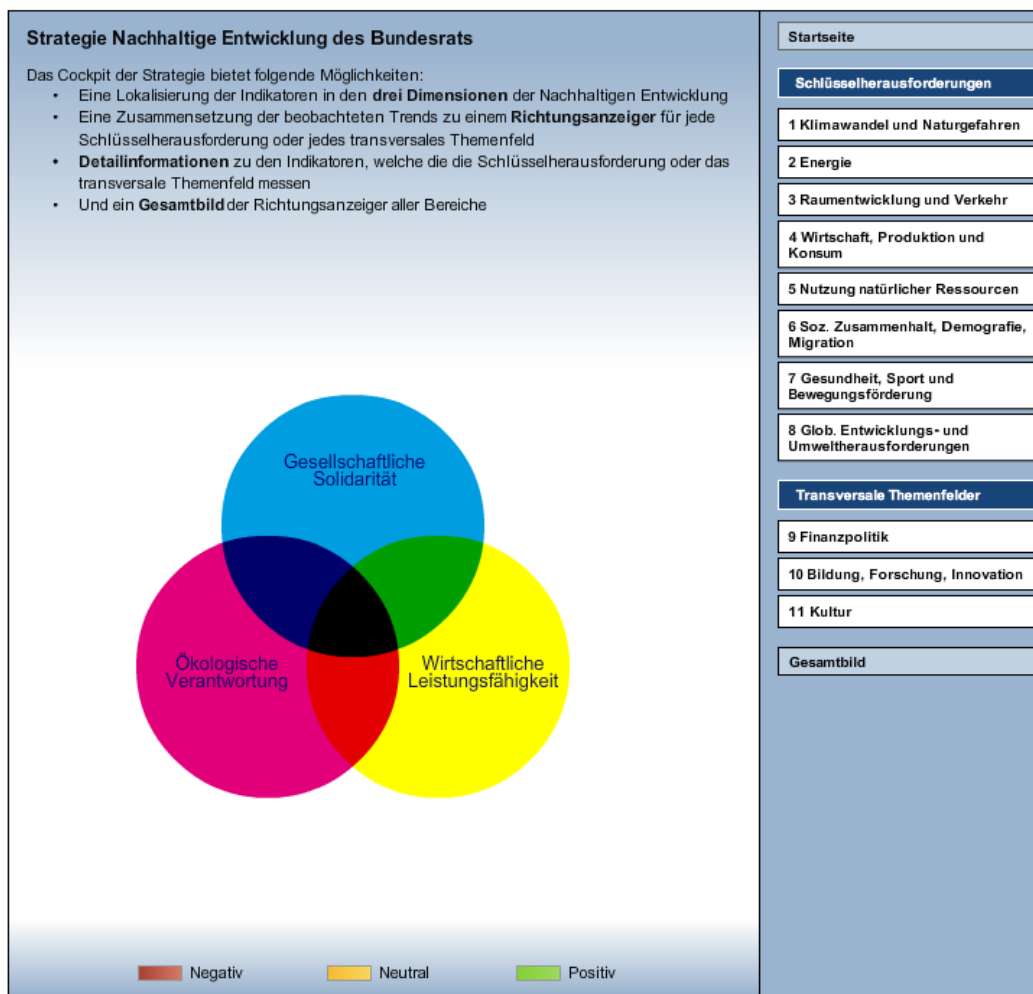 Strategie Nachhaltige Entwicklung des Bundesrats
Das Cockpit der Strategie bietet folgende Möglichkeiten:
• Eine Lokalisierung der Indikatoren in den drei Dimensionen der Nachhaltigen Entwicklung
• Eine Zusammensetzung der beobachteten Trends zu einem Richtungsanzeiger für jede
Schlüsselherausforderung oder jedes transversales Themenfeld
• Detailinformationen zu den Indikatoren, welche die die Schlüsselherausforderung oder das
transversale Themenfeld messen
• Und ein Gesamtbild der Richtungsanzeiger aller Bereiche
Gesellschaftliche
Solidarität
Ökologische
Verantwortung
Wirtschaftliche
Leistungsfähigkeit
Negativ
Neutral
Positiv
Startseite
Schlüsselherausforderungen
1 Klimawandel und Naturgefahren
2 Energie
3 Raumentwicklung und Verkehr
4 Wirtschaft, Produktion und
Konsum
5 Nutzung natürlicher Ressourcen
6 Soz. Zusammenhalt, Demografie,
Migration
7 Gesundheit, Sport und
Bewegungsförderung
8 Glob. Entwicklungs- und
Umweltherausforderungen
Transversale Themenfelder
9 Finanzpolitik
10 Bildung, Forschung, Innovation
11 Kultur
Gesamtbild